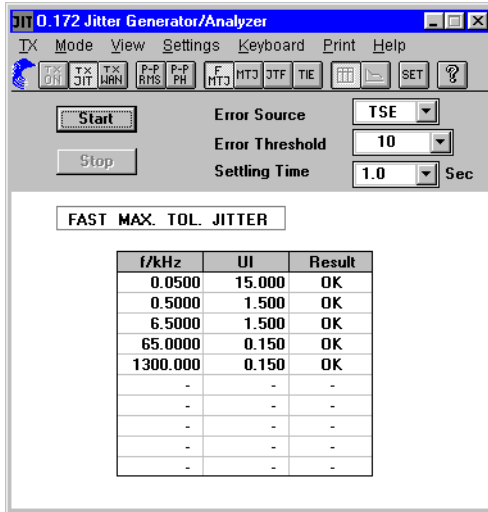 JIT O.172 Jitter Generator/Analyzer
TX Mode View Settings Keyboard Print Help
TX ON TX JIT TX WAN P-P RMS P-P PH F MTJ MTJ JTF TIE SET ?
Start Error Source TSE
Error Threshold 10
Stop
Settling Time 1.0 Sec
FAST MAX. TOL. JITTER
f/kHz UI Result
0.0500 15.000 OK
0.5000 1.500 OK
6.5000 1.500 OK
65.0000 0.150 OK
1300.000 0.150 OK
- - -
- - -
- - -
- - -
- - -